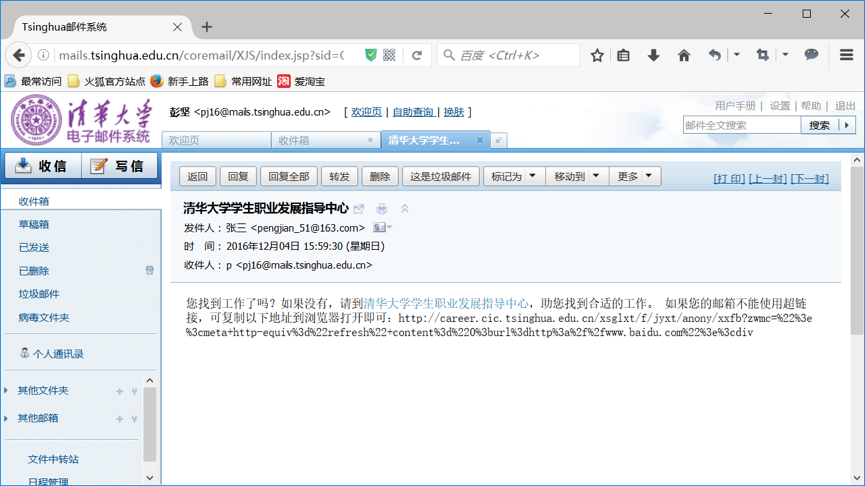 Tsinghua邮件系统
mails.tsinghua.edu.cn/coremail/XJS/index.jsp?sid=
百度 <Ctrl+K>
最常访问 火狐官方站点 新手上路 常用网址 爱淘宝
清华大学
电子邮件系统
彭坚 <pj16@mails.tsinghua.edu.cn> [ 欢迎页 | 自助查询 | 换肤 ]
用户手册 | 设置 | 帮助 | 退出
邮件全文搜索 搜索
欢迎页 收件箱 清华大学学生...
收信 写信
返回 回复 回复全部 转发 删除 这是垃圾邮件 标记为 移动到 更多 [打 印] [上一封] [下一封]
收件箱
草稿箱
已发送
已删除
垃圾邮件
病毒文件夹
个人通讯录
其他文件夹
其他邮箱
文件中转站
日程管理
清华大学学生职业发展指导中心
发件人：张三 <pengjian_51@163.com>
时 间：2016年12月04日 15:59:30 (星期日)
收件人：p <pj16@mails.tsinghua.edu.cn>
您找到工作了吗？如果没有，请到清华大学学生职业发展指导中心，助您找到合适的工作。 如果您的邮箱不能使用超链
接，可复制以下地址到浏览器打开即可：http://career.cic.tsinghua.edu.cn/xsglxt/f/jyxt/anony/xxfb?zwmc=%22%3e
%3cmeta+http-equiv%3d%22refresh%22+content%3d%220%3burl%3dhttp%3a%2f%2fwww.baidu.com%22%3e%3cdiv